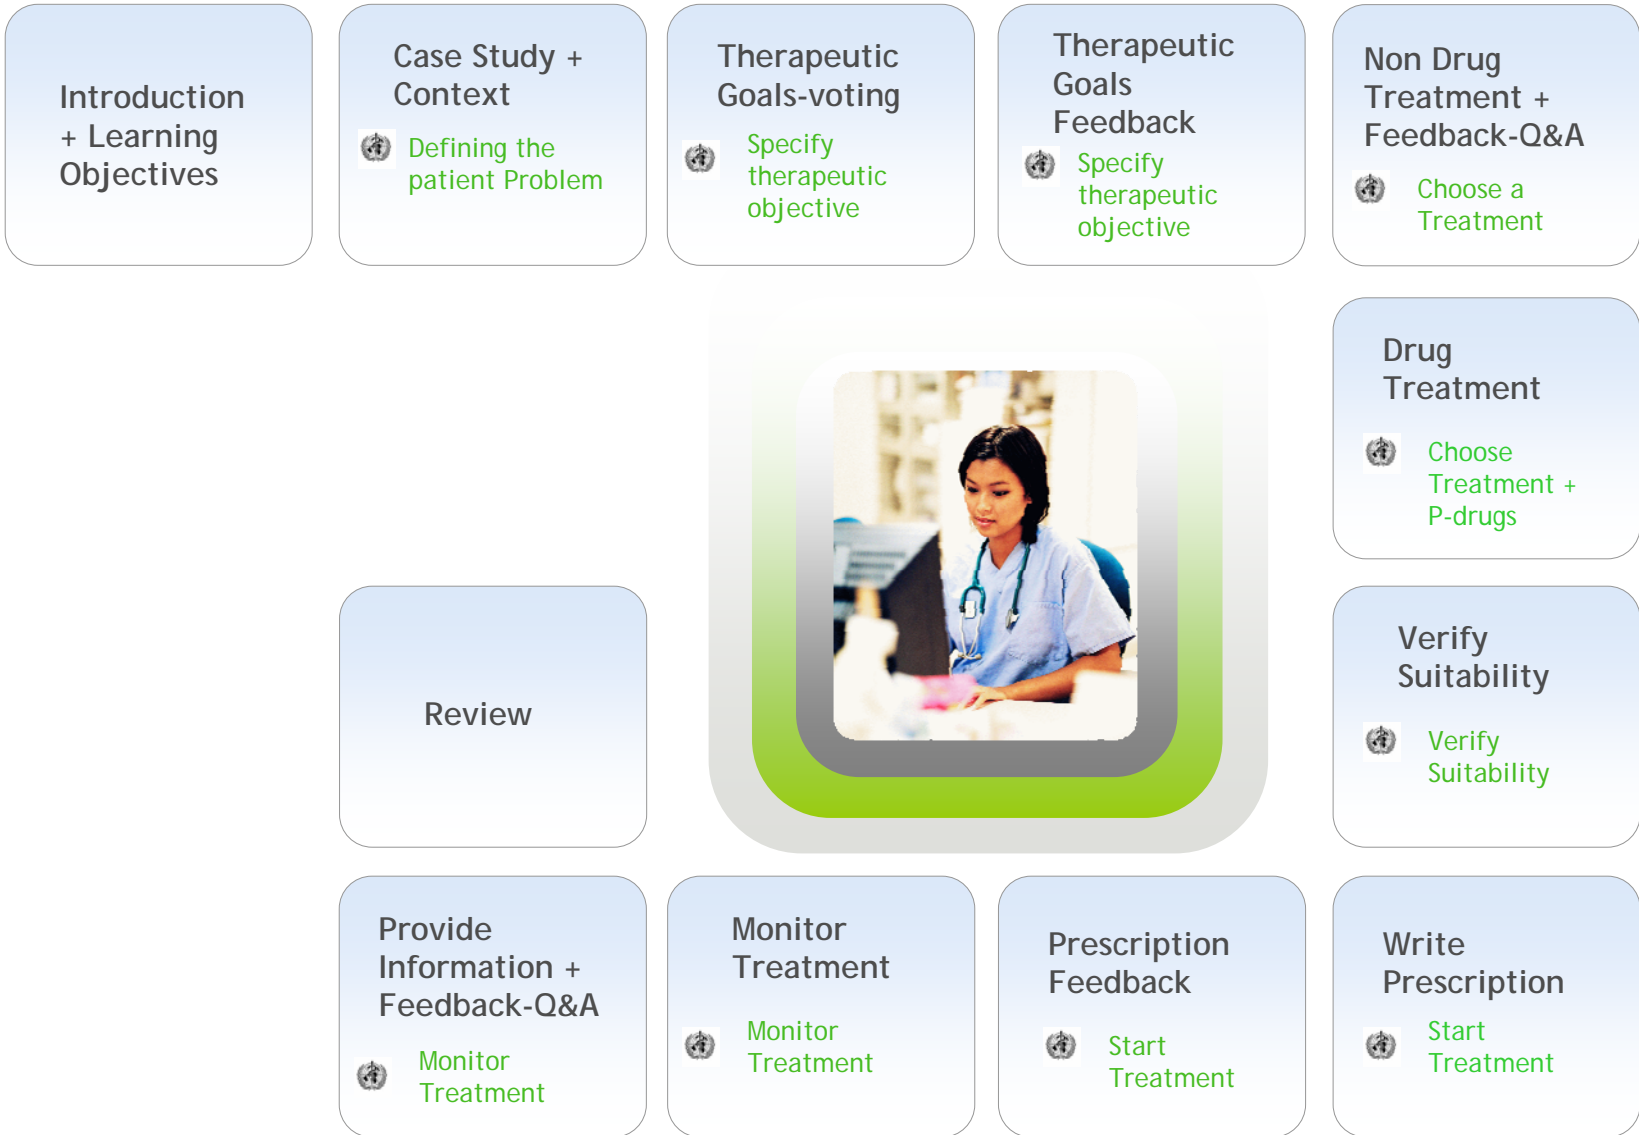 Introduction
+ Learning
Objectives
Case Study +
Context
Defining the
patient Problem
Therapeutic
Goals-voting
Specify
therapeutic
objective
Therapeutic
Goals
Feedback
Specify
therapeutic
objective
Non Drug
Treatment +
Feedback-Q&A
Choose a
Treatment
Drug
Treatment
Choose
Treatment +
P-drugs
Verify
Suitability
Verify
Suitability
Write
Prescription
Start
Treatment
Prescription
Feedback
Start
Treatment
Monitor
Treatment
Monitor
Treatment
Provide
Information +
Feedback-Q&A
Monitor
Treatment
Review